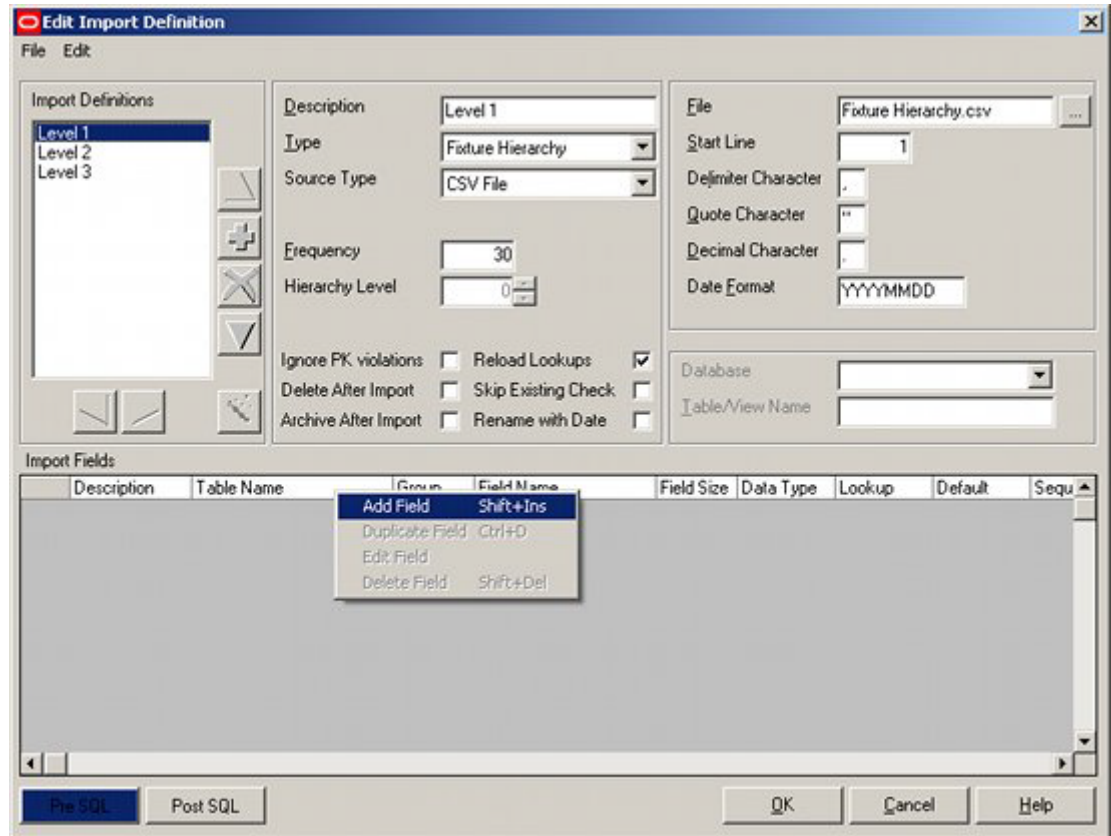 Edit Import Definition
File Edit
Import Definitions
Level 1
Level 2
Level 3
Description Level 1
Type Fixture Hierarchy
Source Type CSV File
Frequency 30
Hierarchy Level 0
Ignore PK violations Reload Lookups
Delete After Import Skip Existing Check
Archive After Import Rename with Date
File Fixture Hierarchy.csv ...
Start Line 1
Delimiter Character ,
Quote Character "
Decimal Character .
Date Format YYYYMMDD
Database
Table/View Name
Import Fields
Description Table Name Group Field Name Field Size Data Type Lookup Default Sequ
Add Field Shift+Ins
Duplicate Field Ctrl+D
Edit Field
Delete Field Shift+Del
Pre SQL Post SQL OK Cancel Help